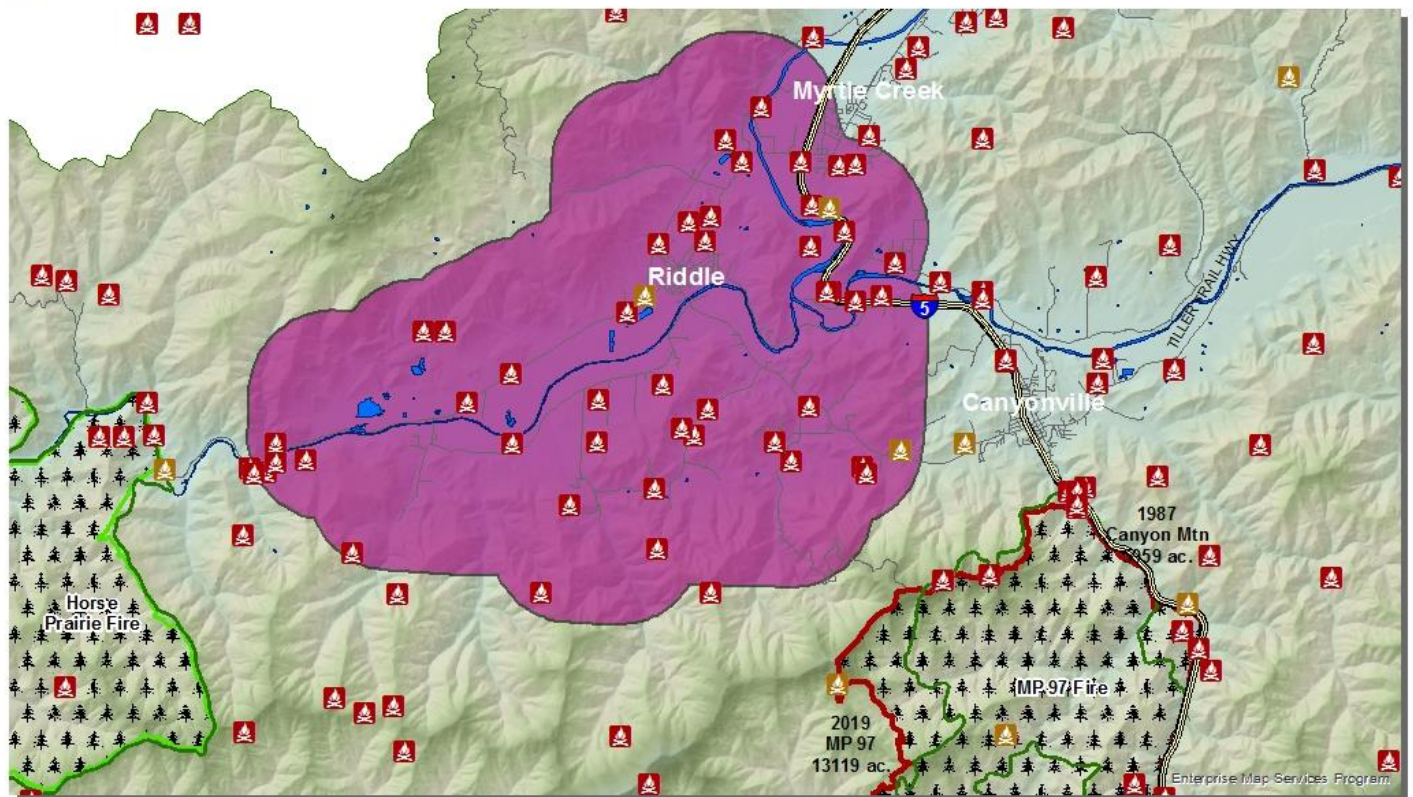 Myrtle Creek
Riddle
5
TILLER TRAIL HWY
Canyonville
1987
Canyon Mtn
959 ac.
Horse
Prairie Fire
MP 97 Fire
2019
MP 97
13119 ac.
Enterprise Map Services Program